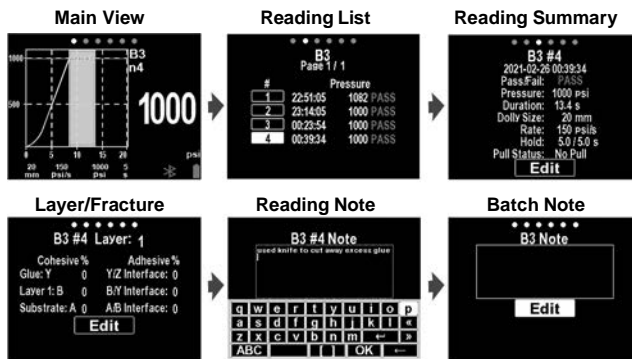 Main View
B3
n4
1000
500
1000
5
10
15
20
psi
20 150 1000 5
mm psi/s psi s
Reading List
B3
Page 1 / 1
# Pressure
1 22:51:05 1082 PASS
2 23:14:05 1000 PASS
3 00:23:54 1000 PASS
4 00:39:34 1000 PASS
Reading Summary
B3 #4
2021-02-26 00:39:34
Pass/Fail: PASS
Pressure: 1000 psi
Duration: 13.4 s
Dolly Size: 20 mm
Rate: 150 psi/s
Hold: 5.0 / 5.0 s
Pull Status: No Pull
Edit
Layer/Fracture
B3 #4 Layer: 1
Cohesive % Adhesive %
Glue: Y 0 Y/Z Interface: 0
Layer 1: B 0 B/Y Interface: 0
Substrate: A 0 A/B Interface: 0
Edit
Reading Note
B3 #4 Note
used knife to cut away excess glue
q w e r t y u i o p
a s d f g h j k l «
z x c v b n m ↵ »
ABC ( ) OK ←
Batch Note
B3 Note
Edit